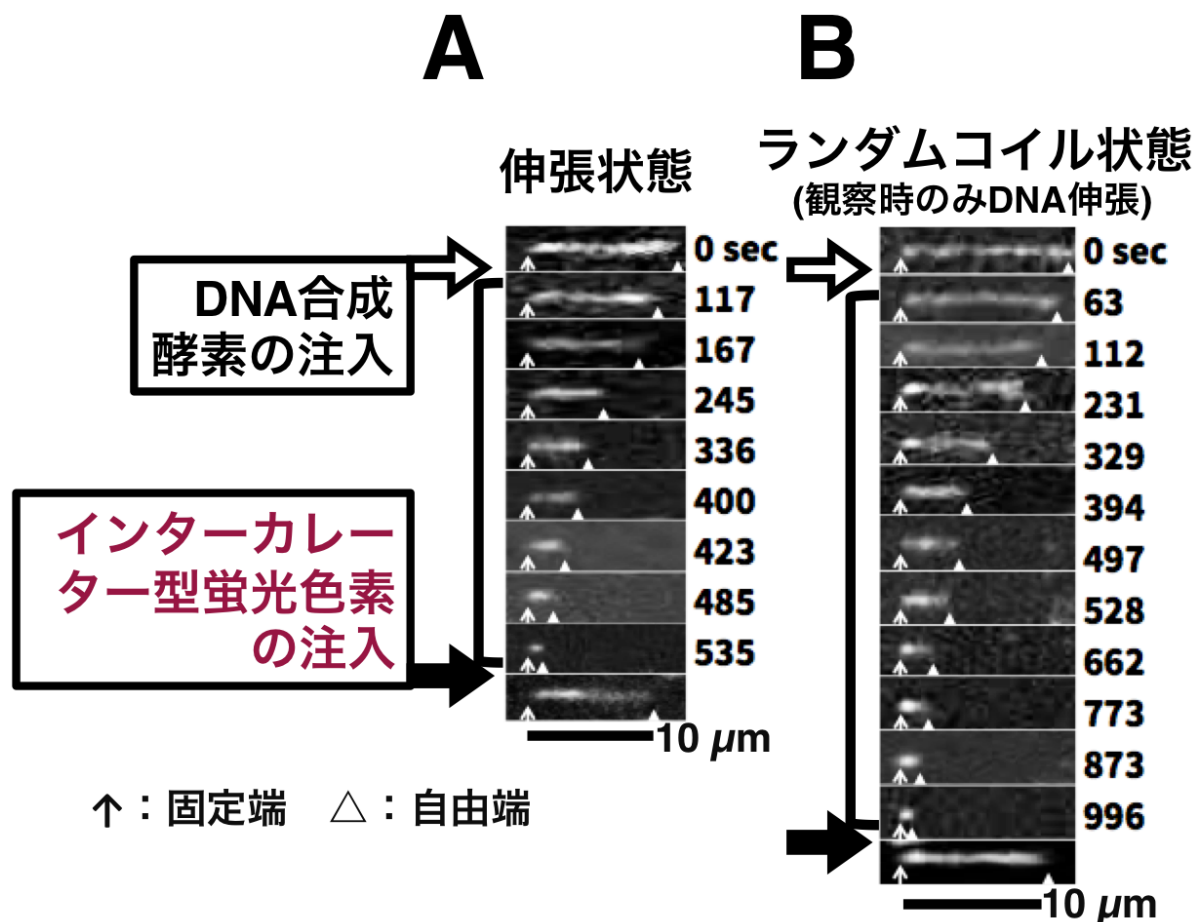 A
B
伸張状態
ランダムコイル状態
(観察時のみDNA伸張)
DNA合成
酵素の注入
インターカレー
ター型蛍光色素
の注入
0 sec
117
167
245
336
400
423
485
535
10 µm
0 sec
63
112
231
329
394
497
528
662
773
873
996
10 µm
↑：固定端　△：自由端